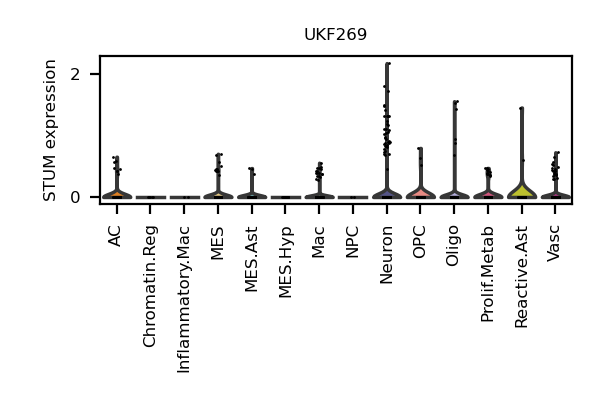 UKF269
STUM expression
2
0
AC
Chromatin.Reg
Inflammatory.Mac
MES
MES.Ast
MES.Hyp
Mac
NPC
Neuron
OPC
Oligo
Prolif.Metab
Reactive.Ast
Vasc